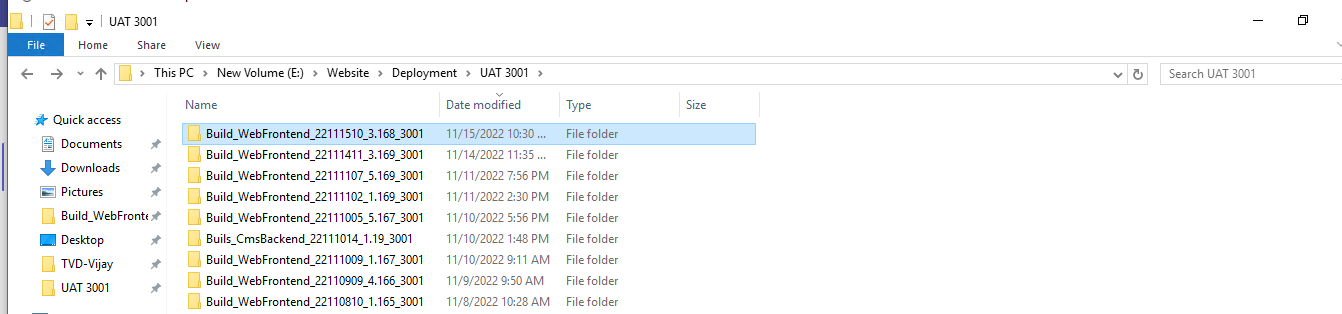 UAT 3001
File Home Share View
This PC New Volume (E:) Website Deployment UAT 3001 Search UAT 3001
Name Date modified Type Size
Quick access
Documents
Downloads
Pictures
Build_WebFronte
Desktop
TVD-Vijay
UAT 3001
Build_WebFrontend_22111510_3.168_3001 11/15/2022 10:30 ... File folder
Build_WebFrontend_22111411_3.169_3001 11/14/2022 11:35 ... File folder
Build_WebFrontend_22111107_5.169_3001 11/11/2022 7:56 PM File folder
Build_WebFrontend_22111102_1.169_3001 11/11/2022 2:30 PM File folder
Build_WebFrontend_22111005_5.167_3001 11/10/2022 5:56 PM File folder
Buils_CmsBackend_22111014_1.19_3001 11/10/2022 1:48 PM File folder
Build_WebFrontend_22111009_1.167_3001 11/10/2022 9:11 AM File folder
Build_WebFrontend_22110909_4.166_3001 11/9/2022 9:50 AM File folder
Build_WebFrontend_22110810_1.165_3001 11/8/2022 10:28 AM File folder